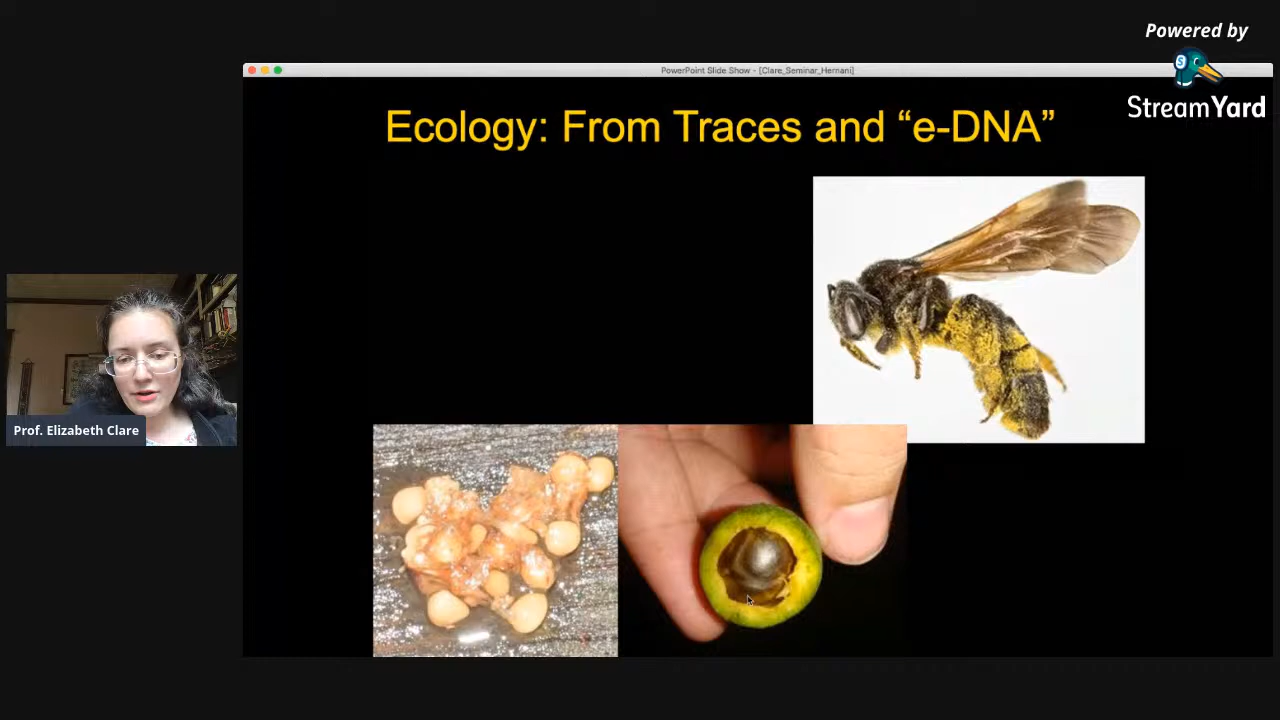 Powered by
StreamYard
PowerPoint Slide Show - [Clare_Seminar_Hernani]
Ecology: From Traces and “e-DNA”
Prof. Elizabeth Clare